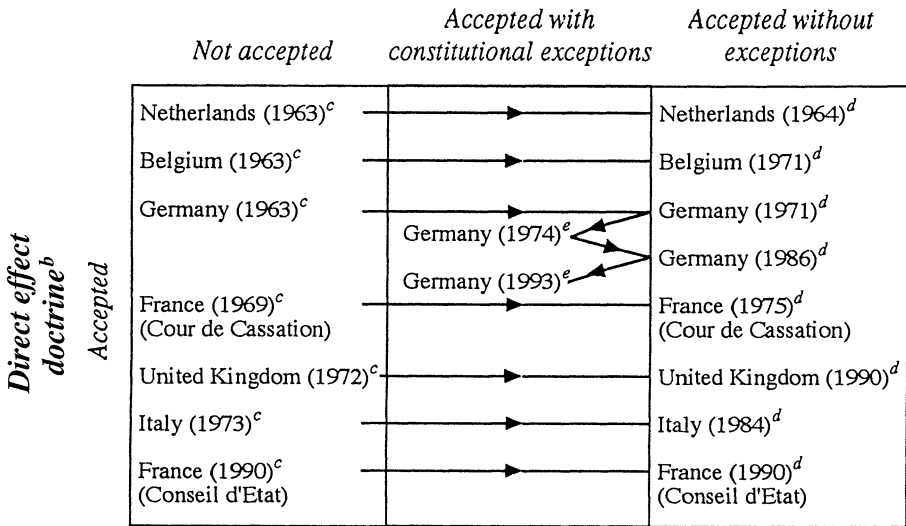 Not accepted
Accepted with
constitutional exceptions
Accepted without
exceptions
Direct effect
doctrine^b
Accepted
Netherlands (1963)^c
Netherlands (1964)^d
Belgium (1963)^c
Belgium (1971)^d
Germany (1963)^c
Germany (1971)^d
Germany (1974)^e
Germany (1986)^d
Germany (1993)^e
France (1969)^c
(Cour de Cassation)
France (1975)^d
(Cour de Cassation)
United Kingdom (1972)^c
United Kingdom (1990)^d
Italy (1973)^c
Italy (1984)^d
France (1990)^c
(Conseil d'Etat)
France (1990)^d
(Conseil d'Etat)